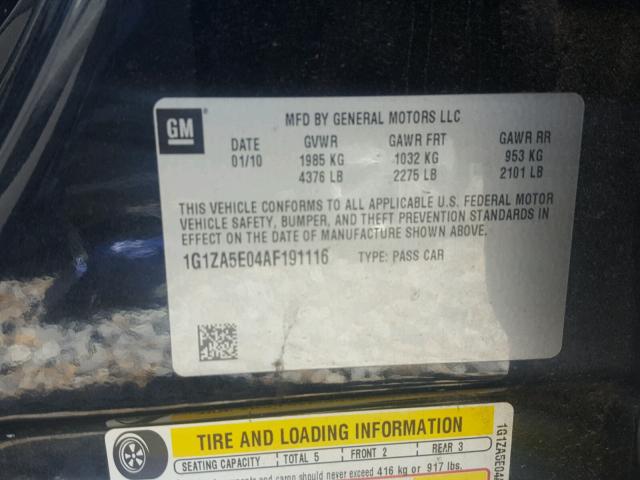 GM
MFD BY GENERAL MOTORS LLC
DATE GVWR GAWR FRT GAWR RR
01/10 1985 KG 1032 KG 953 KG
4376 LB 2275 LB 2101 LB
THIS VEHICLE CONFORMS TO ALL APPLICABLE U.S. FEDERAL MOTOR
VEHICLE SAFETY, BUMPER, AND THEFT PREVENTION STANDARDS IN
EFFECT ON THE DATE OF MANUFACTURE SHOWN ABOVE.
1G1ZA5E04AF191116 TYPE: PASS CAR
TIRE AND LOADING INFORMATION
SEATING CAPACITY TOTAL 5 FRONT 2 REAR 3
and cargo should never exceed 416 kg or 917 lbs.
1G1ZA5E04